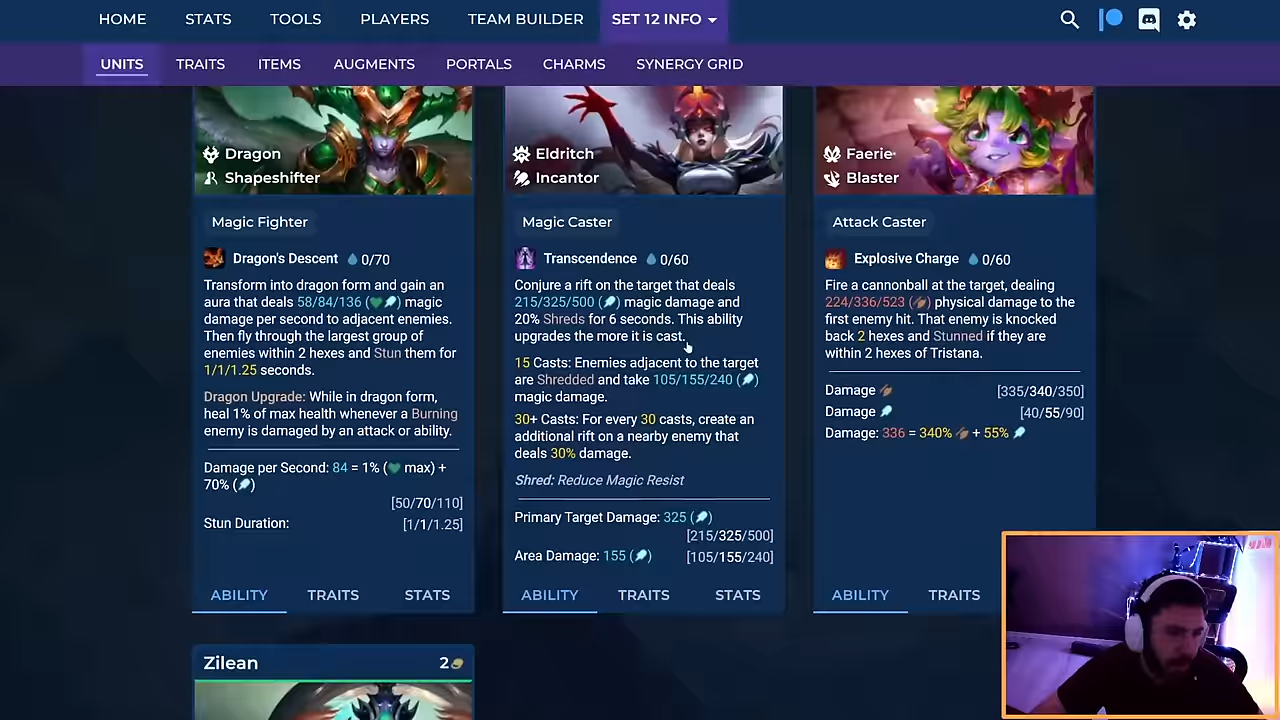 HOME STATS TOOLS PLAYERS TEAM BUILDER SET 12 INFO
UNITS TRAITS ITEMS AUGMENTS PORTALS CHARMS SYNERGY GRID
Dragon
Shapeshifter
Magic Fighter
Dragon's Descent 0/70
Transform into dragon form and gain an
aura that deals 58/84/136 ( ) magic
damage per second to adjacent enemies.
Then fly through the largest group of
enemies within 2 hexes and Stun them for
1/1/1.25 seconds.
Dragon Upgrade: While in dragon form,
heal 1% of max health whenever a Burning
enemy is damaged by an attack or ability.
Damage per Second: 84 = 1% ( max) +
70% ( )
[50/70/110]
Stun Duration: [1/1/1.25]
ABILITY TRAITS STATS
Eldritch
Incantor
Magic Caster
Transcendence 0/60
Conjure a rift on the target that deals
215/325/500 ( ) magic damage and
20% Shreds for 6 seconds. This ability
upgrades the more it is cast.
15 Casts: Enemies adjacent to the target
are Shredded and take 105/155/240 ( )
magic damage.
30+ Casts: For every 30 casts, create an
additional rift on a nearby enemy that
deals 30% damage.
Shred: Reduce Magic Resist
Primary Target Damage: 325 ( )
[215/325/500]
Area Damage: 155 ( ) [105/155/240]
ABILITY TRAITS STATS
Faerie
Blaster
Attack Caster
Explosive Charge 0/60
Fire a cannonball at the target, dealing
224/336/523 ( ) physical damage to the
first enemy hit. That enemy is knocked
back 2 hexes and Stunned if they are
within 2 hexes of Tristana.
Damage [335/340/350]
Damage [40/55/90]
Damage: 336 = 340% + 55%
ABILITY TRAITS
Zilean 2